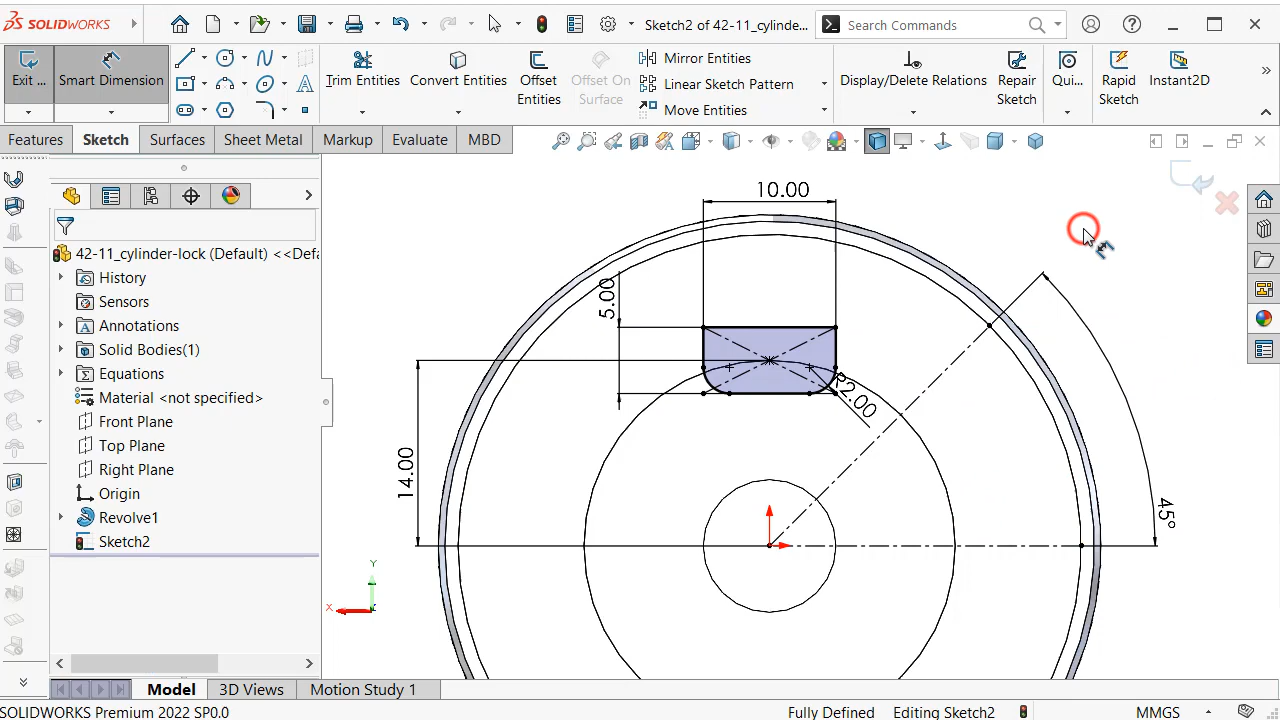 SOLIDWORKS
Sketch2 of 42-11_cylinde...
Search Commands
Exit ...
Smart Dimension
Trim Entities
Convert Entities
Offset
Entities
Offset On
Surface
Mirror Entities
Linear Sketch Pattern
Move Entities
Display/Delete Relations
Repair
Sketch
Qui...
Rapid
Sketch
Instant2D
Features
Sketch
Surfaces
Sheet Metal
Markup
Evaluate
MBD
42-11_cylinder-lock (Default) <<Defa
History
Sensors
Annotations
Solid Bodies(1)
Equations
Material <not specified>
Front Plane
Top Plane
Right Plane
Origin
Revolve1
Sketch2
10.00
5.00
R2.00
14.00
45°
Y
X
Model
3D Views
Motion Study 1
SOLIDWORKS Premium 2022 SP0.0
Fully Defined
Editing Sketch2
MMGS